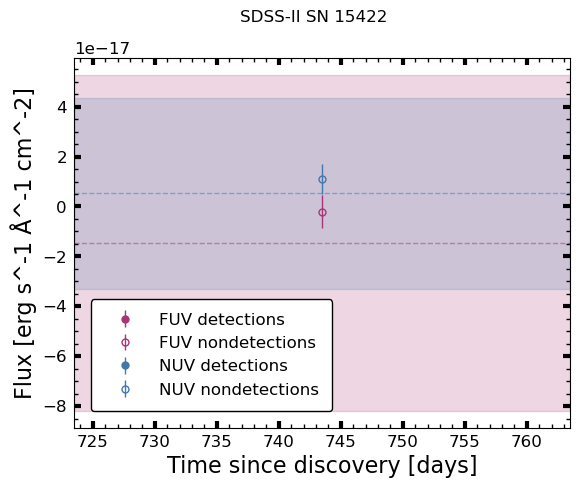 SDSS-II SN 15422
1e−17
Flux [erg s^-1 Å^-1 cm^-2]
4
2
0
−2
−4
−6
−8
FUV detections
FUV nondetections
NUV detections
NUV nondetections
725 730 735 740 745 750 755 760
Time since discovery [days]